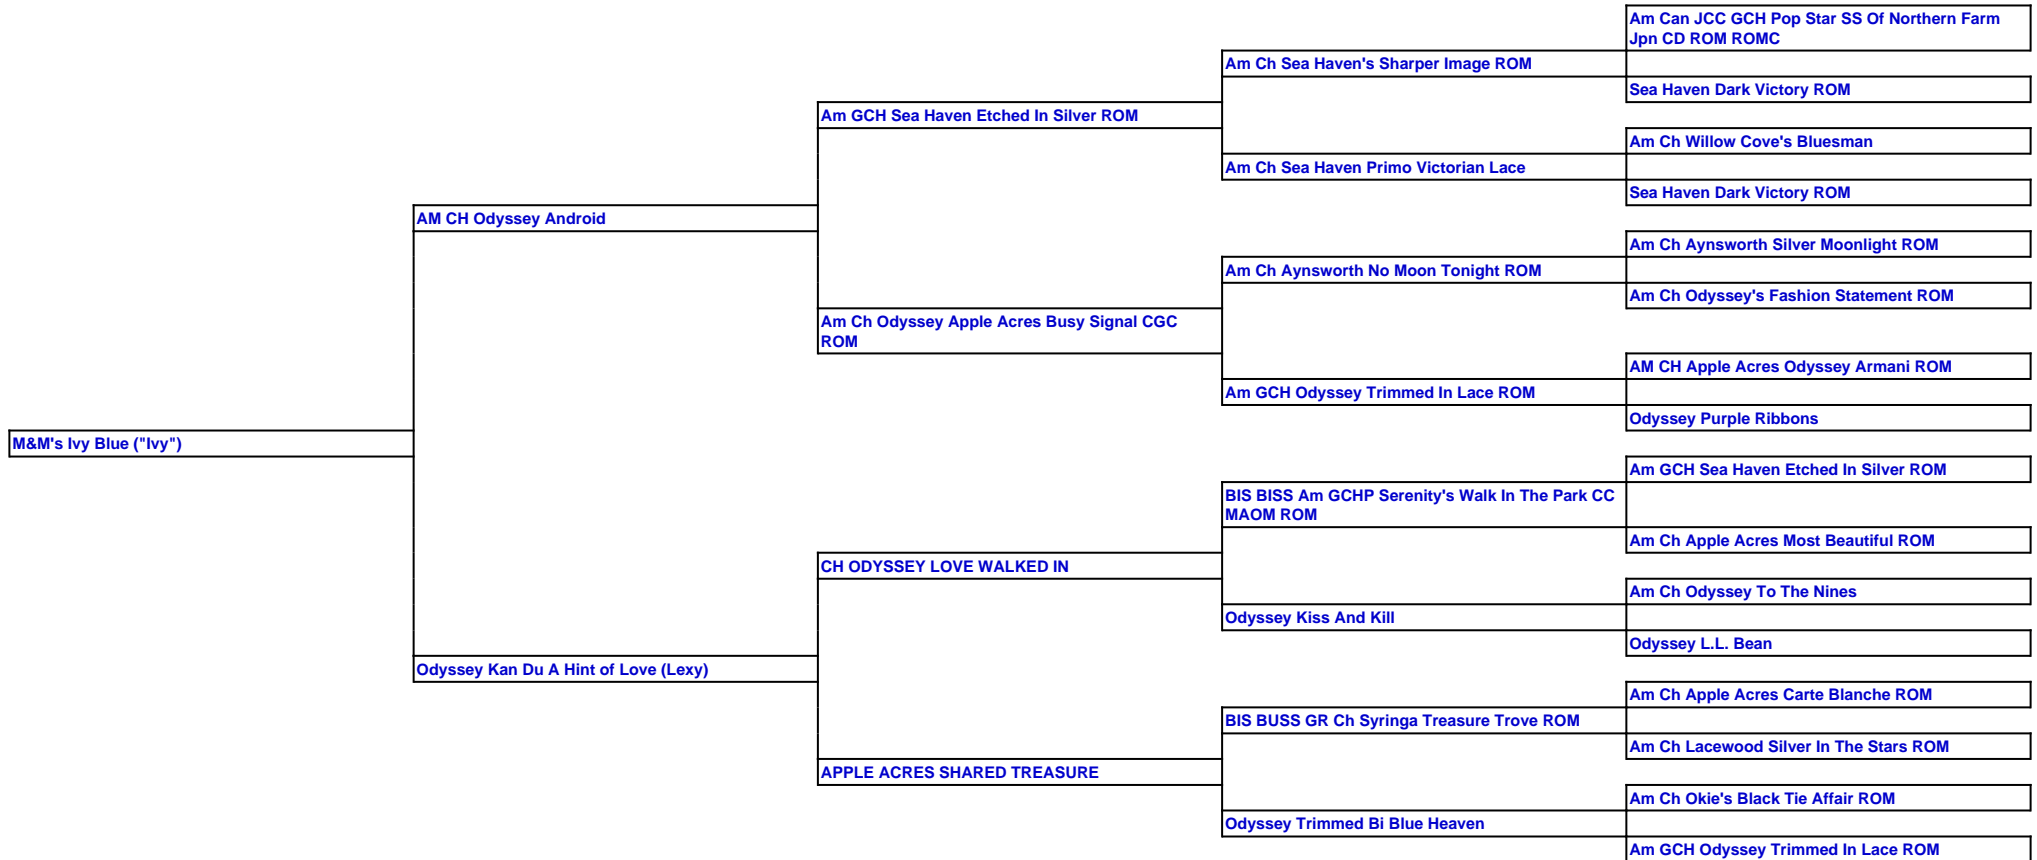 Am Can JCC GCH Pop Star SS Of Northern Farm
Jpn CD ROM ROMC
Am Ch Sea Haven's Sharper Image ROM
Sea Haven Dark Victory ROM
Am GCH Sea Haven Etched In Silver ROM
Am Ch Willow Cove's Bluesman
Am Ch Sea Haven Primo Victorian Lace
Sea Haven Dark Victory ROM
AM CH Odyssey Android
Am Ch Aynsworth Silver Moonlight ROM
Am Ch Aynsworth No Moon Tonight ROM
Am Ch Odyssey's Fashion Statement ROM
Am Ch Odyssey Apple Acres Busy Signal CGC
ROM
AM CH Apple Acres Odyssey Armani ROM
Am GCH Odyssey Trimmed In Lace ROM
Odyssey Purple Ribbons
M&M's Ivy Blue ("Ivy")
Am GCH Sea Haven Etched In Silver ROM
BIS BISS Am GCHP Serenity's Walk In The Park CC
MAOM ROM
Am Ch Apple Acres Most Beautiful ROM
CH ODYSSEY LOVE WALKED IN
Am Ch Odyssey To The Nines
Odyssey Kiss And Kill
Odyssey L.L. Bean
Odyssey Kan Du A Hint of Love (Lexy)
Am Ch Apple Acres Carte Blanche ROM
BIS BUSS GR Ch Syringa Treasure Trove ROM
Am Ch Lacewood Silver In The Stars ROM
APPLE ACRES SHARED TREASURE
Am Ch Okie's Black Tie Affair ROM
Odyssey Trimmed Bi Blue Heaven
Am GCH Odyssey Trimmed In Lace ROM